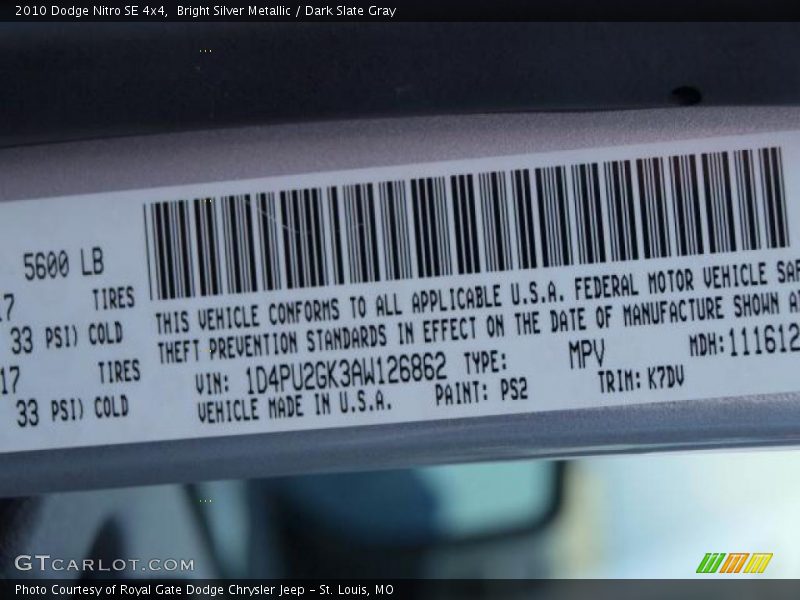 2010 Dodge Nitro SE 4x4,  Bright Silver Metallic / Dark Slate Gray
5600 LB
17 TIRES
33 PSI) COLD
17 TIRES
33 PSI) COLD
THIS VEHICLE CONFORMS TO ALL APPLICABLE U.S.A. FEDERAL MOTOR VEHICLE SAF
THEFT PREVENTION STANDARDS IN EFFECT ON THE DATE OF MANUFACTURE SHOWN A
VIN: 1D4PU2GK3AW126862 TYPE: MPV MDH:111612
VEHICLE MADE IN U.S.A. PAINT: PS2 TRIM: K7DV
GTCARLOT.COM
Photo Courtesy of Royal Gate Dodge Chrysler Jeep - St. Louis, MO